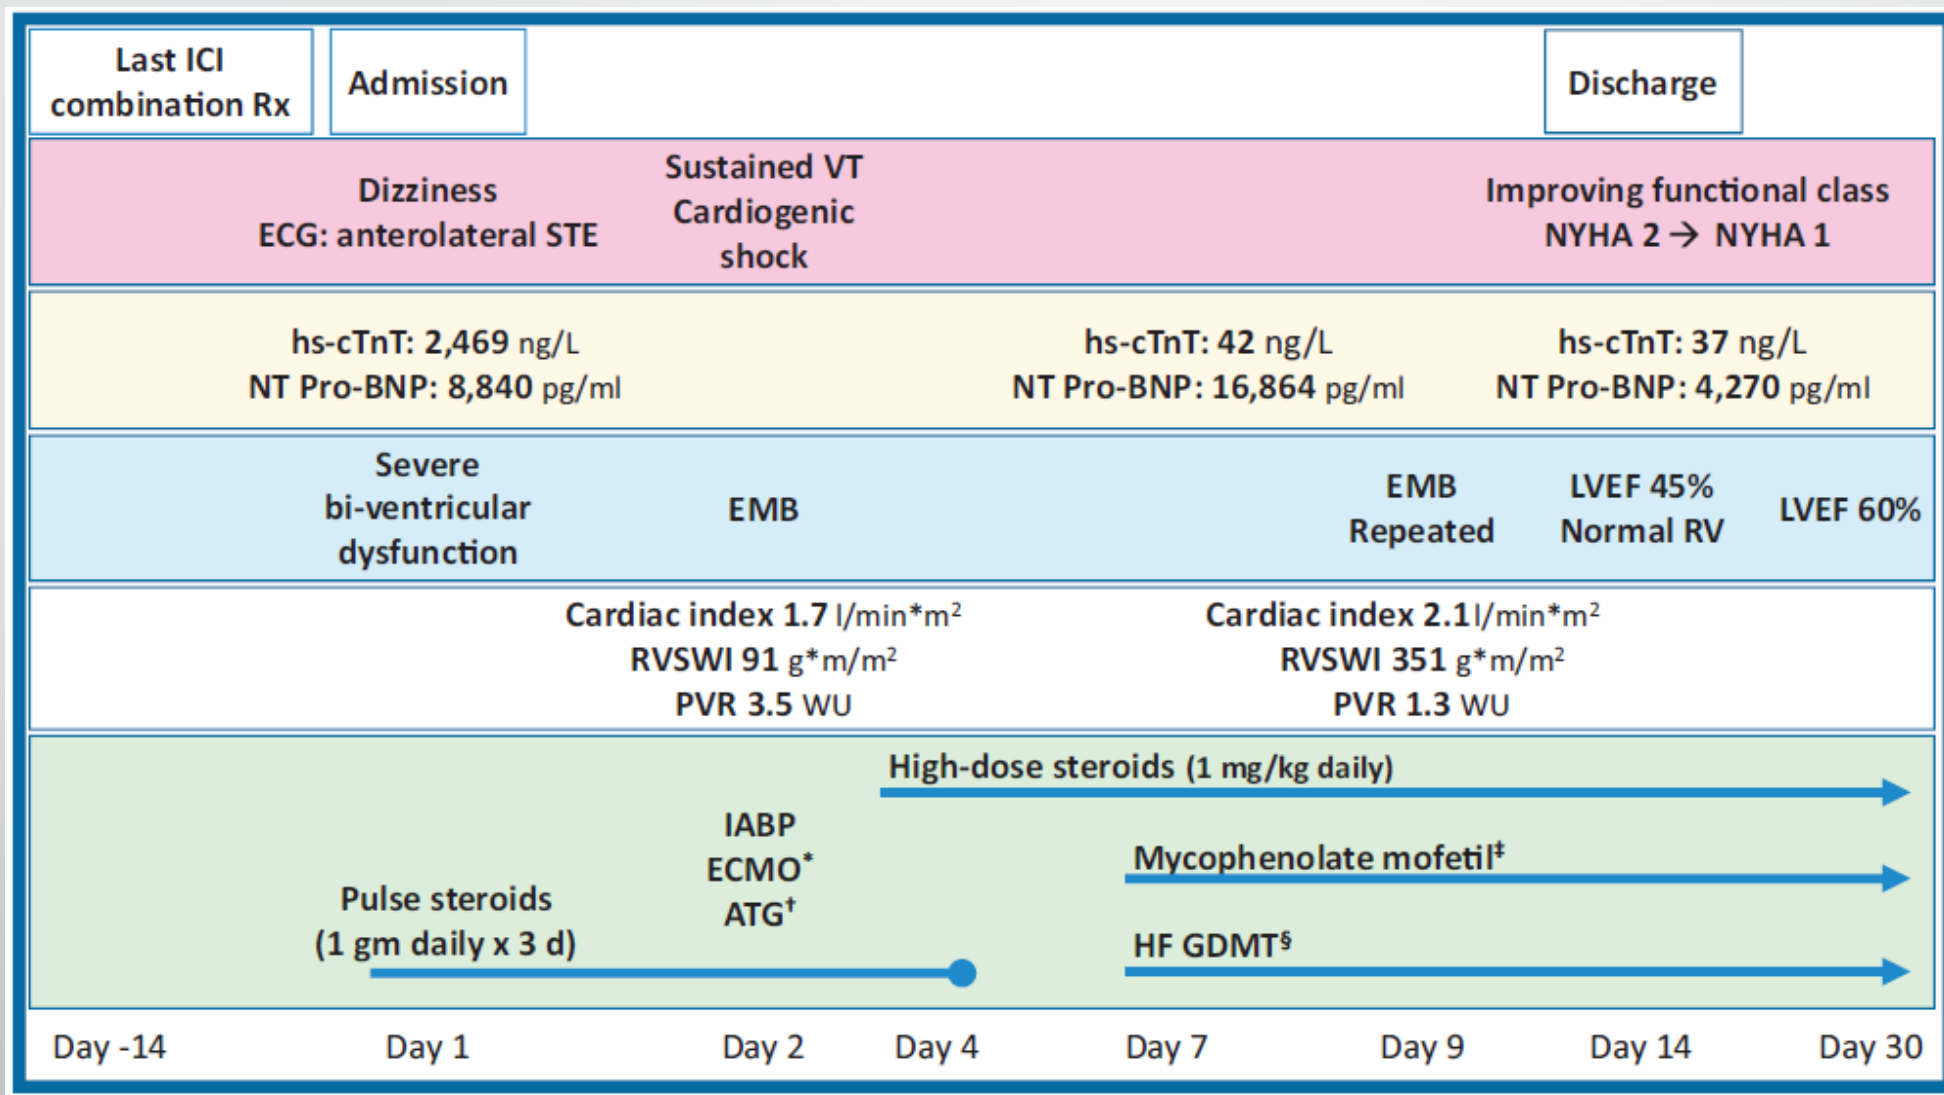 Last ICI
combination Rx
Admission
Discharge
Dizziness
ECG: anterolateral STE
Sustained VT
Cardiogenic
shock
Improving functional class
NYHA 2 → NYHA 1
hs-cTnT: 2,469 ng/L
NT Pro-BNP: 8,840 pg/ml
hs-cTnT: 42 ng/L
NT Pro-BNP: 16,864 pg/ml
hs-cTnT: 37 ng/L
NT Pro-BNP: 4,270 pg/ml
Severe
bi-ventricular
dysfunction
EMB
EMB
Repeated
LVEF 45%
Normal RV
LVEF 60%
Cardiac index 1.7 l/min*m²
RVSWI 91 g*m/m²
PVR 3.5 WU
Cardiac index 2.1l/min*m²
RVSWI 351 g*m/m²
PVR 1.3 WU
High-dose steroids (1 mg/kg daily)
IABP
ECMO*
ATG†
Mycophenolate mofetil‡
Pulse steroids
(1 gm daily x 3 d)
HF GDMT§
Day -14 Day 1 Day 2 Day 4 Day 7 Day 9 Day 14 Day 30